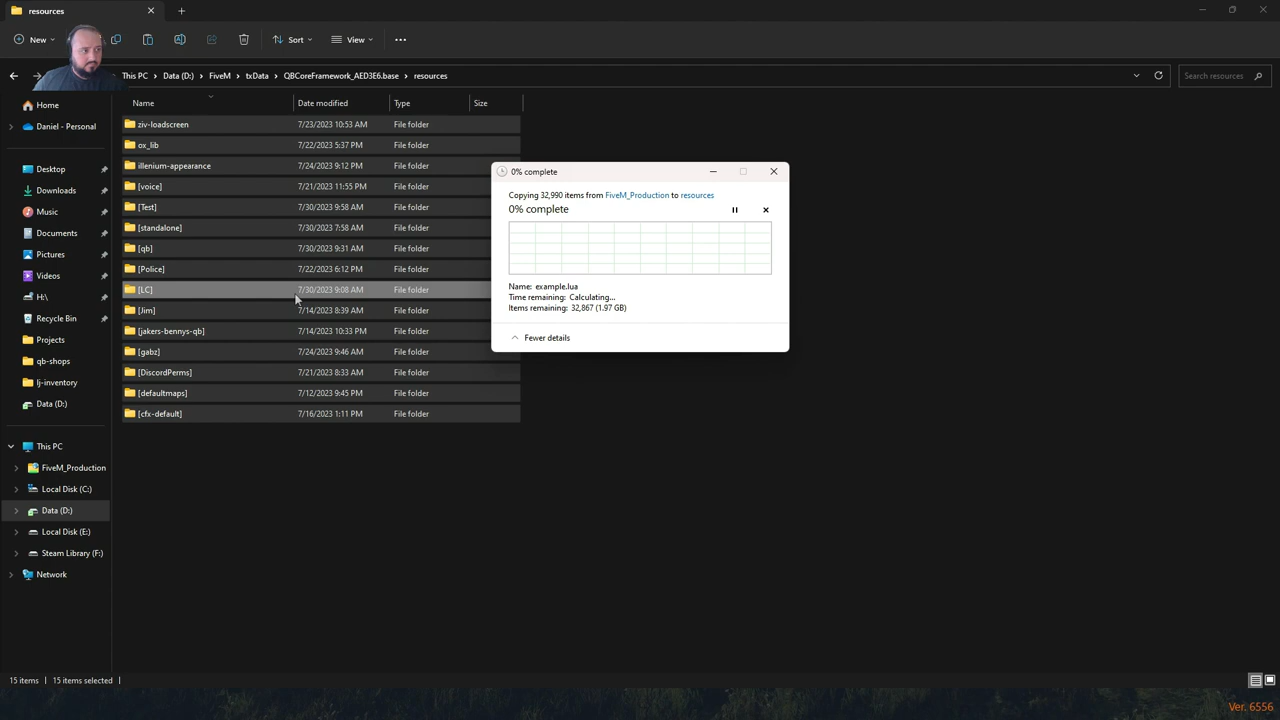 resources
New
Sort
View
This PC
Data (D:)
FiveM
txData
QBCoreFramework_AED3E6.base
resources
Search resources
Home
Daniel - Personal
Desktop
Downloads
Music
Documents
Pictures
Videos
H:\
Recycle Bin
Projects
qb-shops
lj-inventory
Data (D:)
This PC
FiveM_Production
Local Disk (C:)
Data (D:)
Local Disk (E:)
Steam Library (F:)
Network
Name Date modified Type Size
ziv-loadscreen 7/23/2023 10:53 AM File folder
ox_lib 7/22/2023 5:37 PM File folder
illenium-appearance 7/24/2023 9:12 PM File folder
[voice] 7/21/2023 11:55 PM File folder
[Test] 7/30/2023 9:58 AM File folder
[standalone] 7/30/2023 7:58 AM File folder
[qb] 7/30/2023 9:31 AM File folder
[Police] 7/22/2023 6:12 PM File folder
[LC] 7/30/2023 9:08 AM File folder
[Jim] 7/14/2023 8:39 AM File folder
[jakers-bennys-qb] 7/14/2023 10:33 PM File folder
[gabz] 7/24/2023 9:46 AM File folder
[DiscordPerms] 7/21/2023 8:33 AM File folder
[defaultmaps] 7/12/2023 9:45 PM File folder
[cfx-default] 7/16/2023 1:11 PM File folder
0% complete
Copying 32,990 items from FiveM_Production to resources
0% complete
Name: example.lua
Time remaining: Calculating...
Items remaining: 32,867 (1.97 GB)
Fewer details
15 items
15 items selected
Ver. 6556